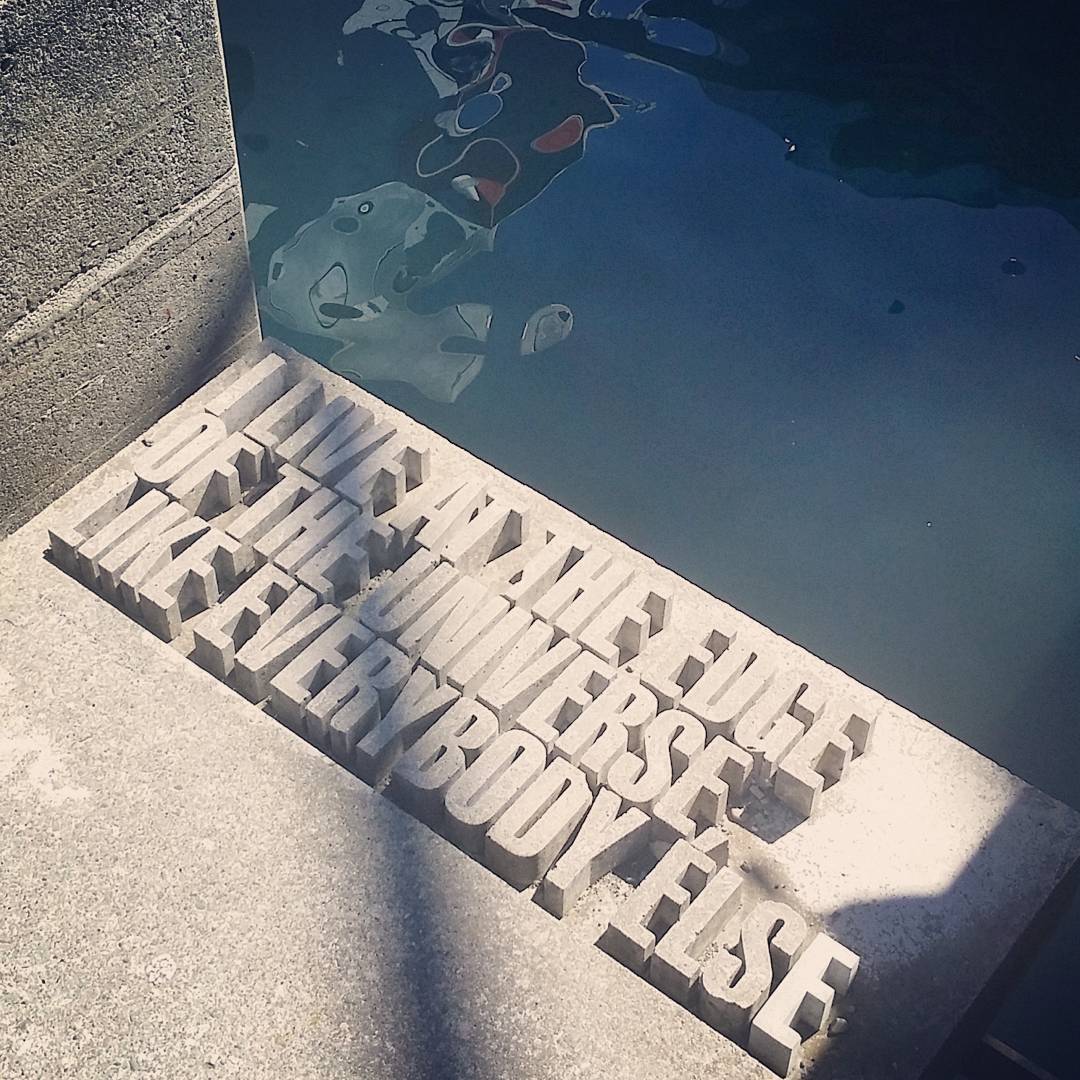 I LIVE AT THE EDGE
OF THE UNIVERSE,
LIKE EVERYBODY ELSE